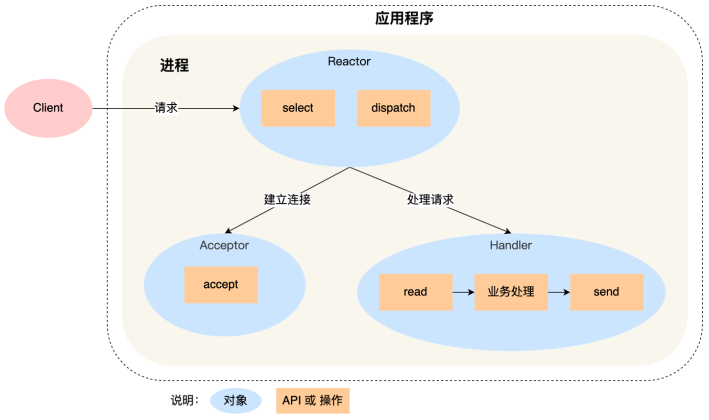 应用程序
进程
Reactor
Client
请求
select
dispatch
建立连接
处理请求
Acceptor
Handler
accept
read
业务处理
send
说明：
对象
API 或 操作